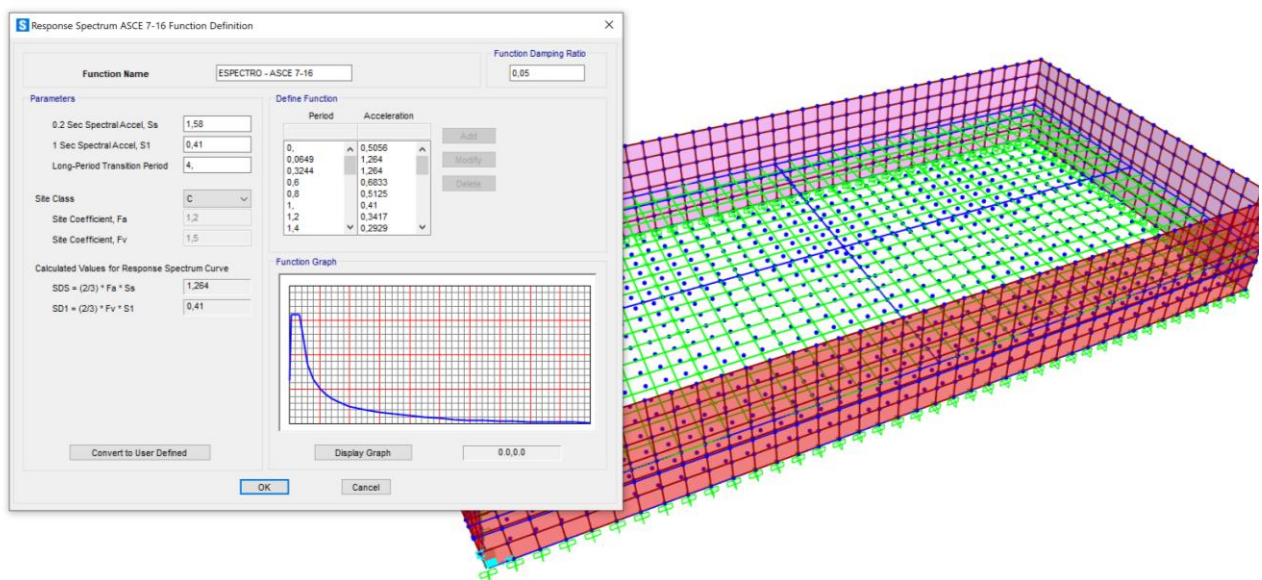 Response Spectrum ASCE 7-16 Function Definition
Function Name ESPECTRO - ASCE 7-16
Function Damping Ratio
0,05
Parameters
0.2 Sec Spectral Accel, Ss 1,58
1 Sec Spectral Accel, S1 0,41
Long-Period Transition Period 4,
Site Class C
Site Coefficient, Fa 1,2
Site Coefficient, Fv 1,5
Calculated Values for Response Spectrum Curve
SDS = (2/3) * Fa * Ss 1,264
SD1 = (2/3) * Fv * S1 0,41
Convert to User Defined
Define Function
Period Acceleration
0, 0,5056
0,0649 1,264
0,3244 1,264
0,6 0,6833
0,8 0,5125
1, 0,41
1,2 0,3417
1,4 0,2929
Add
Modify
Delete
Function Graph
Display Graph 0.0,0.0
OK Cancel